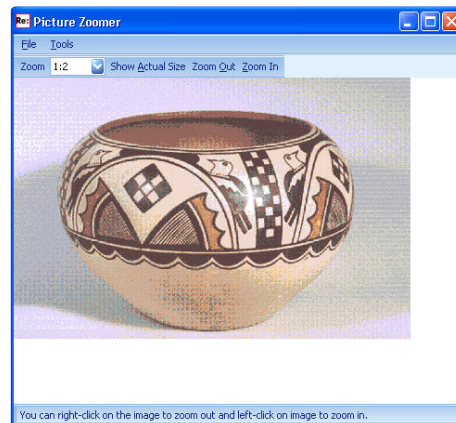 Re: Picture Zoomer
File Tools
Zoom 1:2 Show Actual Size Zoom Out Zoom In
You can right-click on the image to zoom out and left-click on image to zoom in.